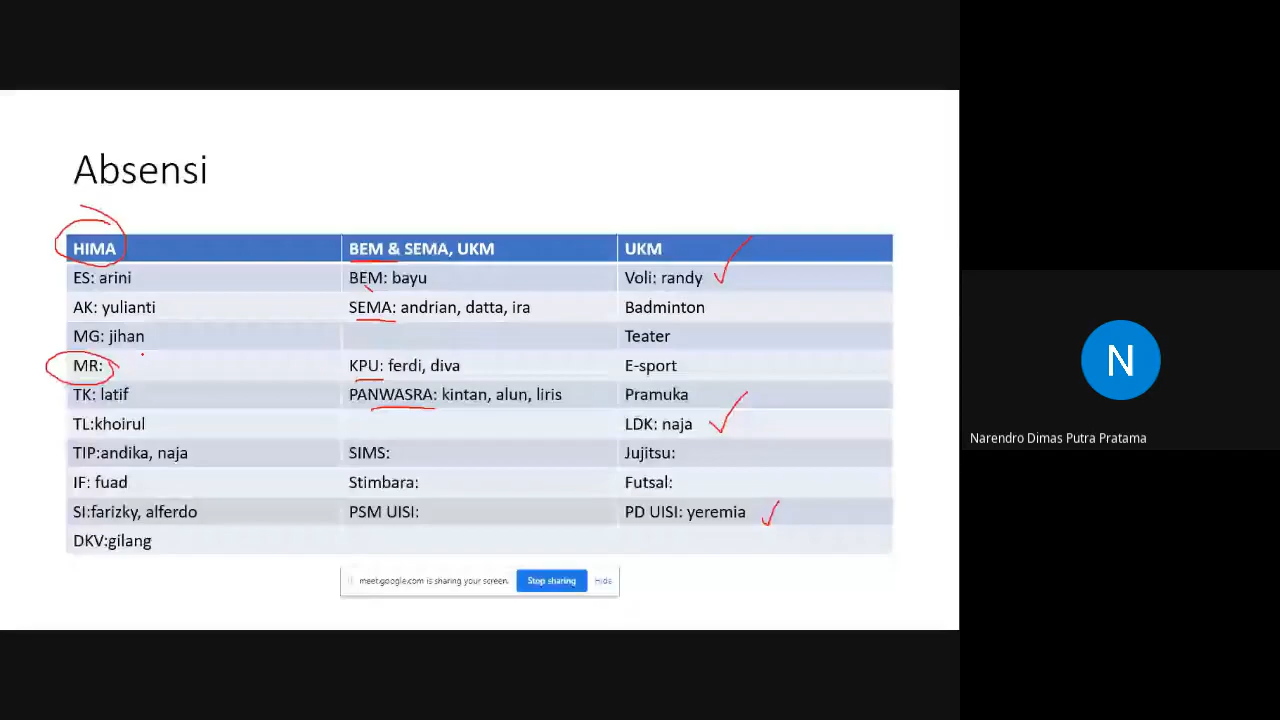 Absensi
HIMA BEM & SEMA, UKM UKM
ES: arini BEM: bayu Voli: randy
AK: yulianti SEMA: andrian, datta, ira Badminton
MG: jihan Teater
MR: KPU: ferdi, diva E-sport
TK: latif PANWASRA: kintan, alun, liris Pramuka
TL:khoirul LDK: naja
TIP:andika, naja SIMS: Jujitsu:
IF: fuad Stimbara: Futsal:
SI:farizky, alferdo PSM UISI: PD UISI: yeremia
DKV:gilang
meet.google.com is sharing your screen. Stop sharing Hide
N
Narendro Dimas Putra Pratama